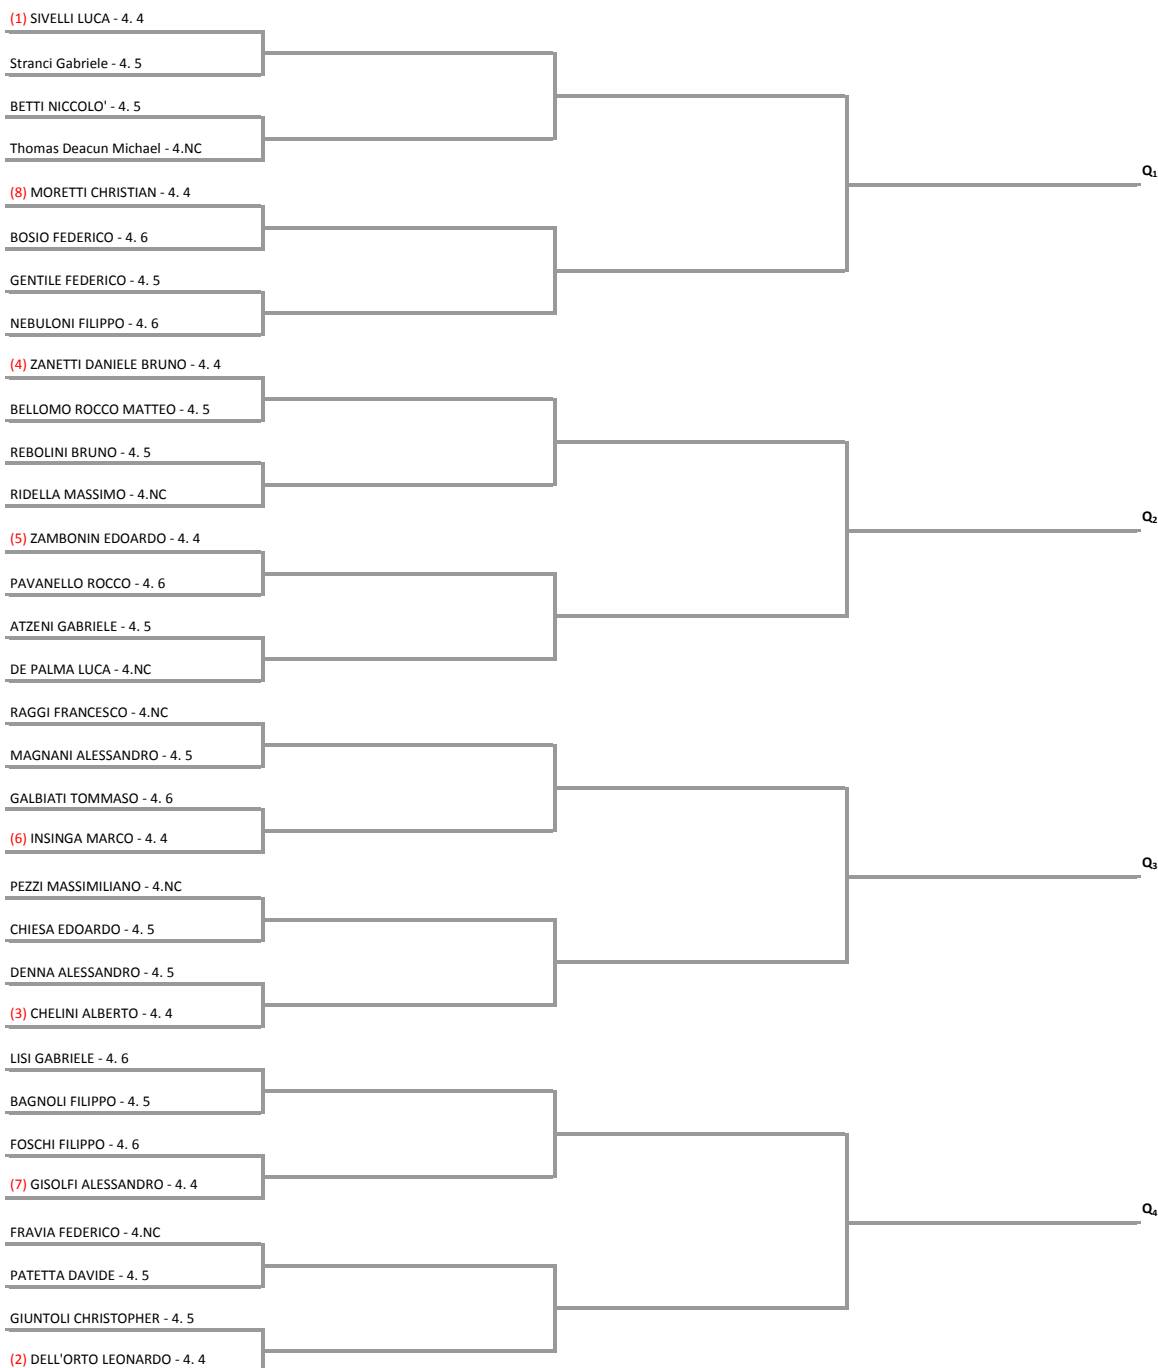 (1) SIVELLI LUCA - 4. 4
Stranci Gabriele - 4. 5
BETTI NICCOLO' - 4. 5
Thomas Deacun Michael - 4.NC
Q₁
(8) MORETTI CHRISTIAN - 4. 4
BOSIO FEDERICO - 4. 6
GENTILE FEDERICO - 4. 5
NEBULONI FILIPPO - 4. 6
(4) ZANETTI DANIELE BRUNO - 4. 4
BELLOMO ROCCO MATTEO - 4. 5
REBOLINI BRUNO - 4. 5
RIDELLA MASSIMO - 4.NC
Q₂
(5) ZAMBONIN EDOARDO - 4. 4
PAVANELLO ROCCO - 4. 6
ATZENI GABRIELE - 4. 5
DE PALMA LUCA - 4.NC
RAGGI FRANCESCO - 4.NC
MAGNANI ALESSANDRO - 4. 5
GALBIATI TOMMASO - 4. 6
(6) INSINGA MARCO - 4. 4
Q₃
PEZZI MASSIMILIANO - 4.NC
CHIESA EDOARDO - 4. 5
DENNA ALESSANDRO - 4. 5
(3) CHELINI ALBERTO - 4. 4
LISI GABRIELE - 4. 6
BAGNOLI FILIPPO - 4. 5
FOSCHI FILIPPO - 4. 6
(7) GISOLFI ALESSANDRO - 4. 4
Q₄
FRAVIA FEDERICO - 4.NC
PATETTA DAVIDE - 4. 5
GIUNTOLI CHRISTOPHER - 4. 5
(2) DELL'ORTO LEONARDO - 4. 4